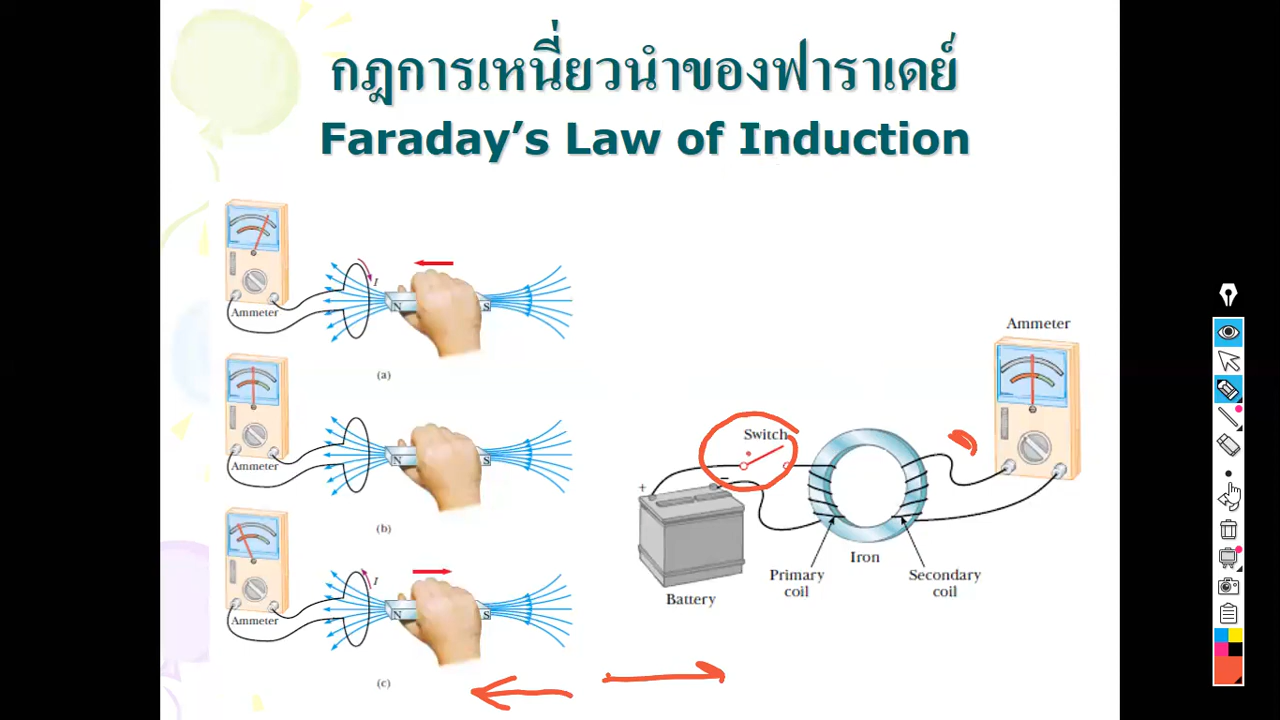 กฎการเหนี่ยวนำของฟาราเดย์
Faraday's Law of Induction
I
N
S
Ammeter
(a)
N
S
Ammeter
(b)
I
N
S
Ammeter
(c)
Ammeter
Switch
+
−
Iron
Primary
coil
Secondary
coil
Battery